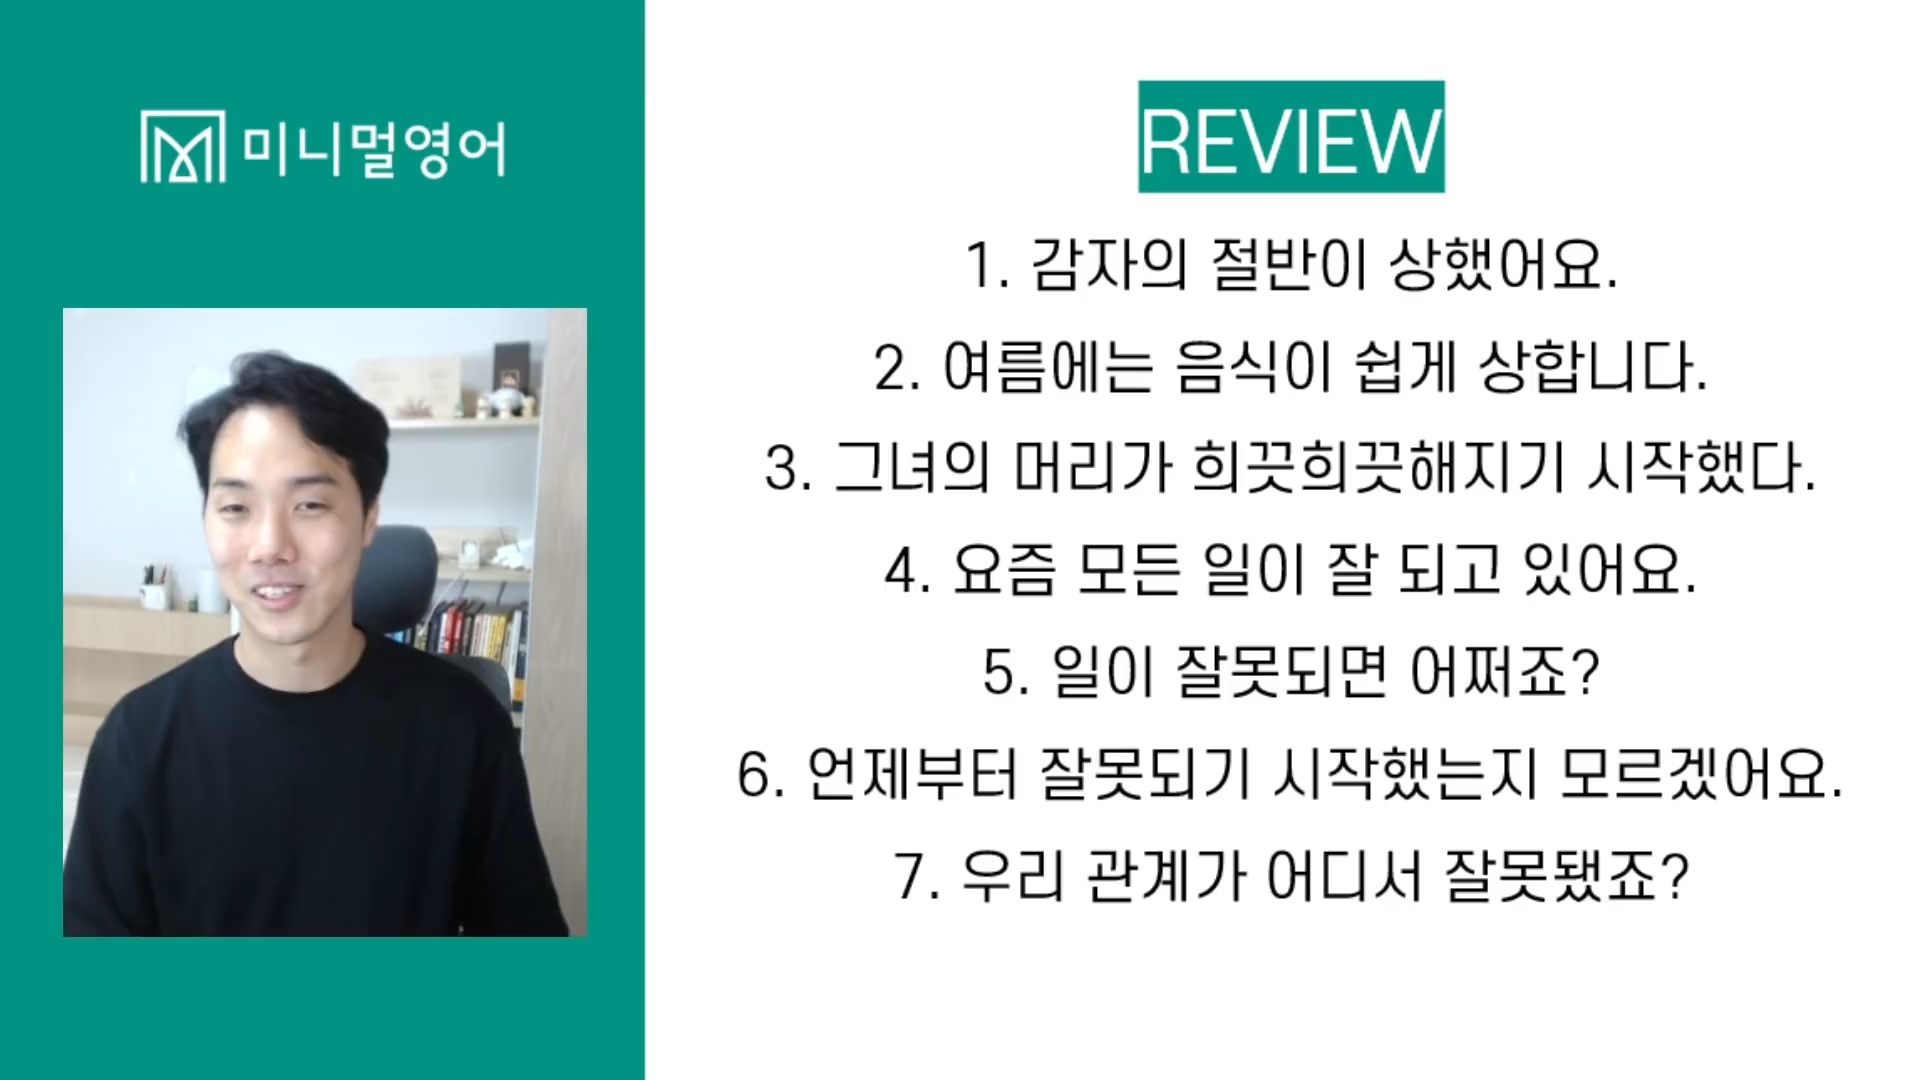 미니멀영어
REVIEW
1. 감자의 절반이 상했어요.
2. 여름에는 음식이 쉽게 상합니다.
3. 그녀의 머리가 희끗희끗해지기 시작했다.
4. 요즘 모든 일이 잘 되고 있어요.
5. 일이 잘못되면 어쩌죠?
6. 언제부터 잘못되기 시작했는지 모르겠어요.
7. 우리 관계가 어디서 잘못됐죠?